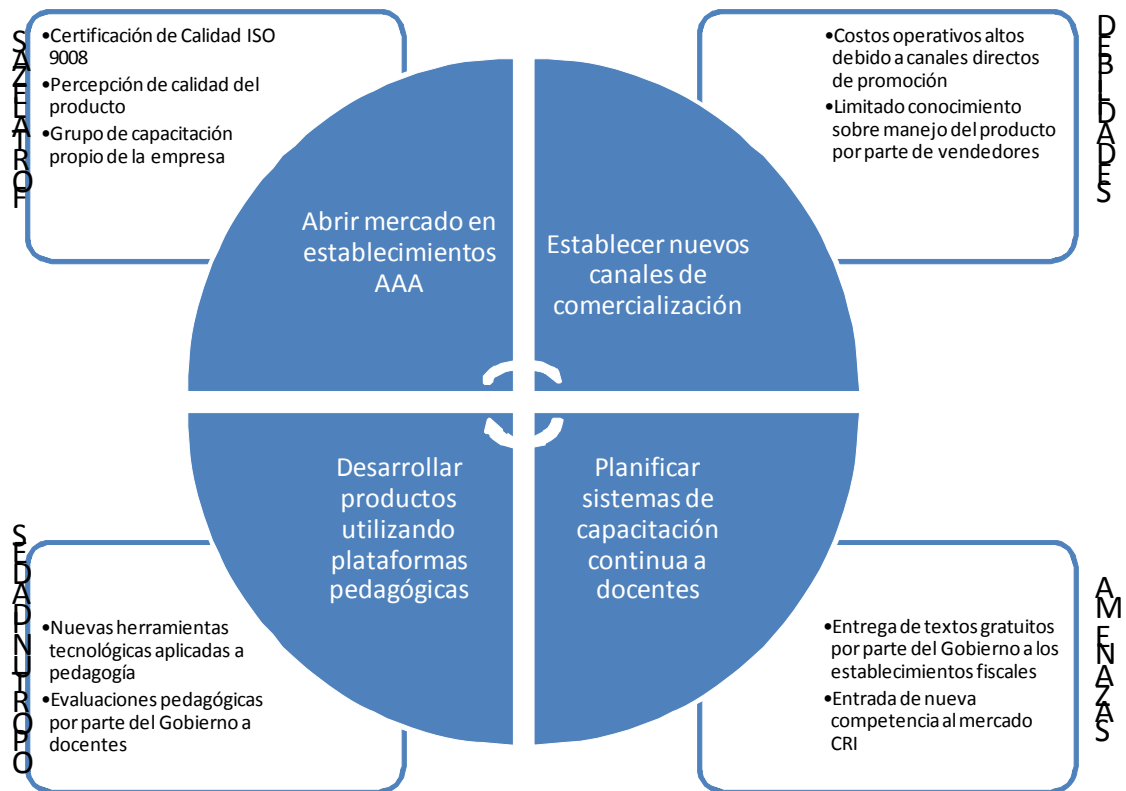 FORTALEZAS
•Certificación de Calidad ISO
9008
•Percepción de calidad del
producto
•Grupo de capacitación
propio de la empresa
DEBILIDADES
•Costos operativos altos
debido a canales directos
de promoción
•Limitado conocimiento
sobre manejo del producto
por parte de vendedores
Abrir mercado en
establecimientos
AAA
Establecer nuevos
canales de
comercialización
Desarrollar
productos
utilizando
plataformas
pedagógicas
Planificar
sistemas de
capacitación
continua a
docentes
OPORTUNIDADES
•Nuevas herramientas
tecnológicas aplicadas a
pedagogía
•Evaluaciones pedagógicas
por parte del Gobierno a
docentes
AMENAZAS
•Entrega de textos gratuitos
por parte del Gobierno a los
establecimientos fiscales
•Entrada de nueva
competencia al mercado
CRI